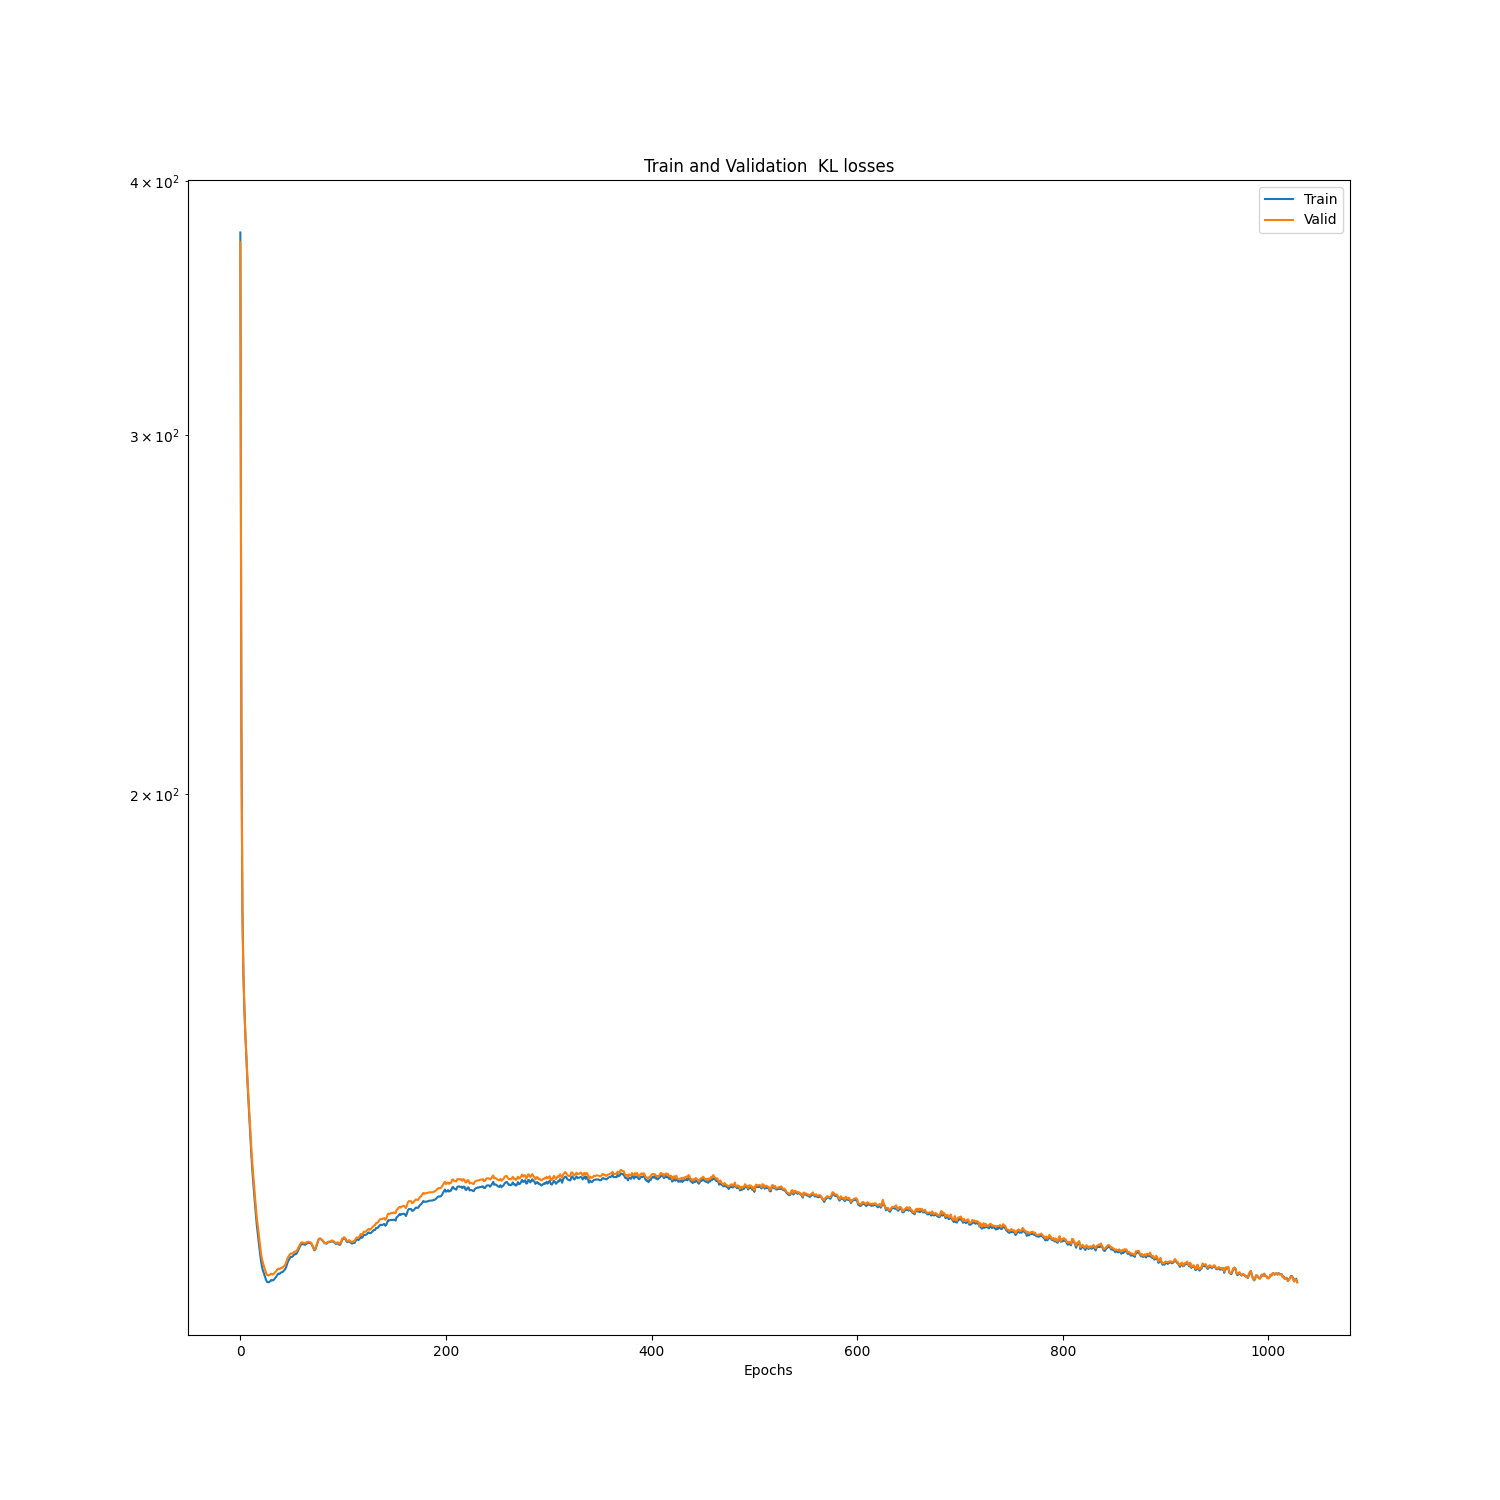 Train and Validation  KL losses
4 × 10²
3 × 10²
2 × 10²
Train
Valid
0 200 400 600 800 1000
Epochs